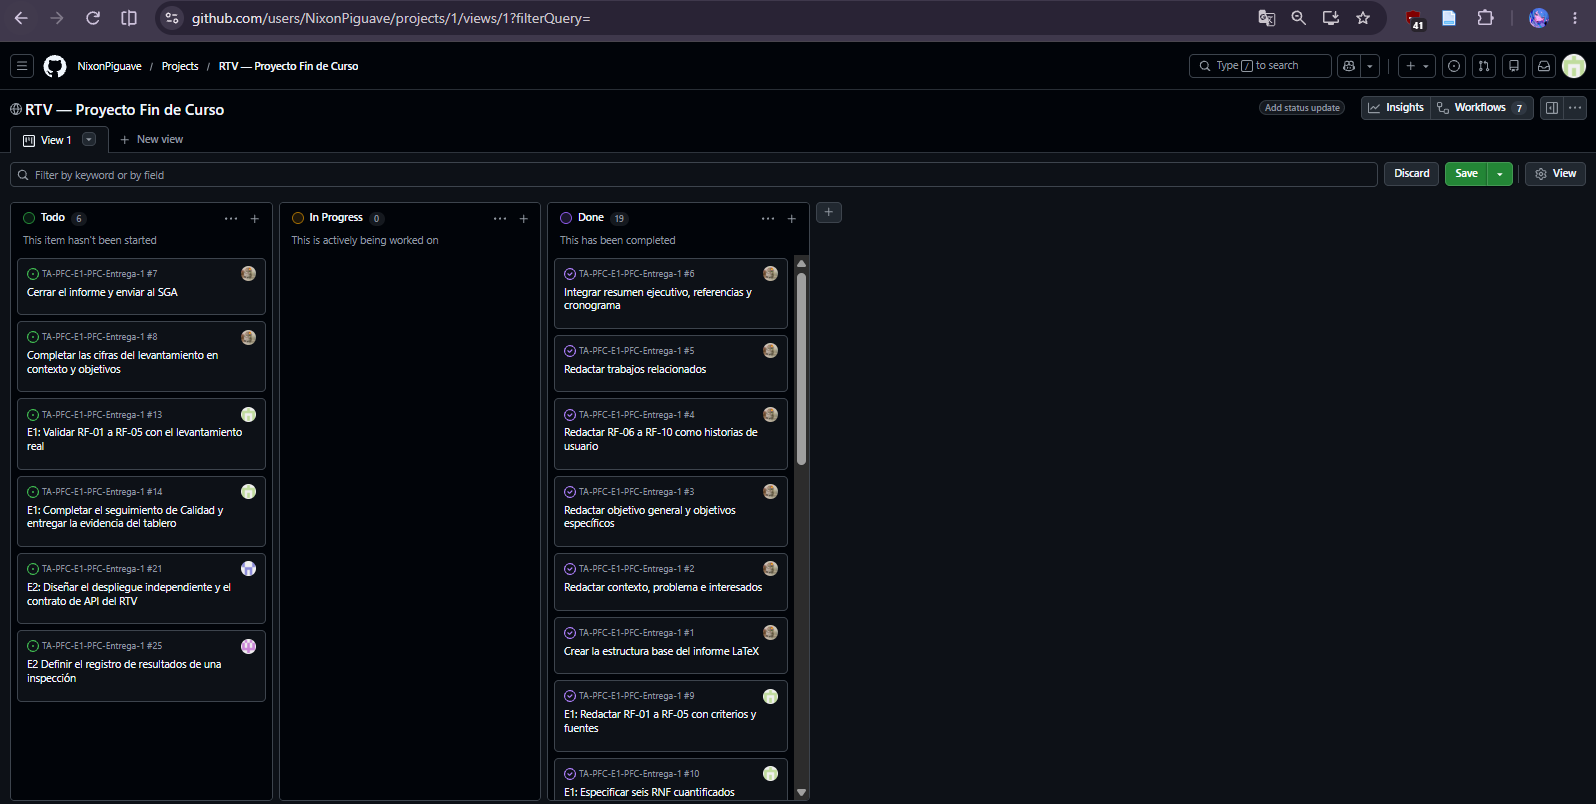 github.com/users/NixonPiguave/projects/1/views/1?filterQuery=
41
NixonPiguave / Projects / RTV — Proyecto Fin de Curso
Type / to search
RTV — Proyecto Fin de Curso
Add status update
Insights
Workflows 7
View 1
New view
Filter by keyword or by field
Discard
Save
View
Todo 6
This item hasn't been started
TA-PFC-E1-PFC-Entrega-1 #7
Cerrar el informe y enviar al SGA
TA-PFC-E1-PFC-Entrega-1 #8
Completar las cifras del levantamiento en
contexto y objetivos
TA-PFC-E1-PFC-Entrega-1 #13
E1: Validar RF-01 a RF-05 con el levantamiento
real
TA-PFC-E1-PFC-Entrega-1 #14
E1: Completar el seguimiento de Calidad y
entregar la evidencia del tablero
TA-PFC-E1-PFC-Entrega-1 #21
E2: Diseñar el despliegue independiente y el
contrato de API del RTV
TA-PFC-E1-PFC-Entrega-1 #25
E2 Definir el registro de resultados de una
inspección
In Progress 0
This is actively being worked on
Done 19
This has been completed
TA-PFC-E1-PFC-Entrega-1 #6
Integrar resumen ejecutivo, referencias y
cronograma
TA-PFC-E1-PFC-Entrega-1 #5
Redactar trabajos relacionados
TA-PFC-E1-PFC-Entrega-1 #4
Redactar RF-06 a RF-10 como historias de
usuario
TA-PFC-E1-PFC-Entrega-1 #3
Redactar objetivo general y objetivos
específicos
TA-PFC-E1-PFC-Entrega-1 #2
Redactar contexto, problema e interesados
TA-PFC-E1-PFC-Entrega-1 #1
Crear la estructura base del informe LaTeX
TA-PFC-E1-PFC-Entrega-1 #9
E1: Redactar RF-01 a RF-05 con criterios y
fuentes
TA-PFC-E1-PFC-Entrega-1 #10
E1: Especificar seis RNF cuantificados